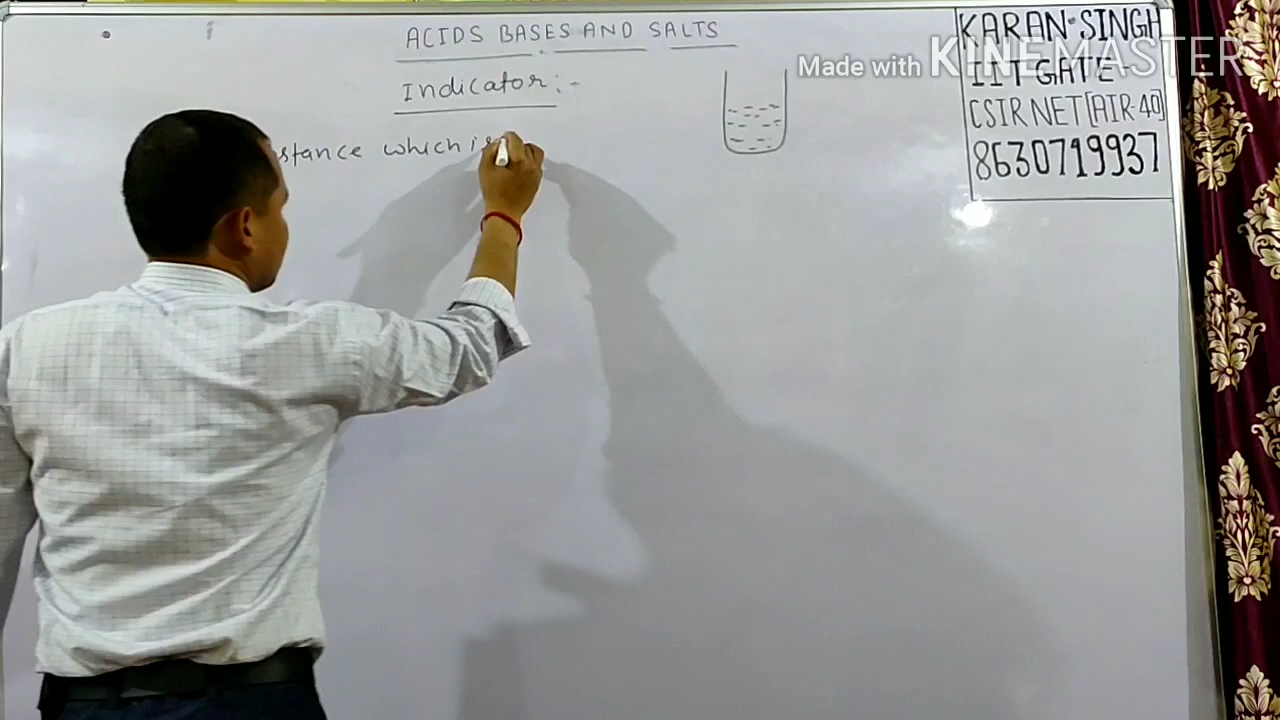 ACIDS BASES AND SALTS
Indicator:-
stance which is
Made with KINEMASTER
KARAN SINGH
IIT GATE-
CSIR NET [AIR-40]
8630719937